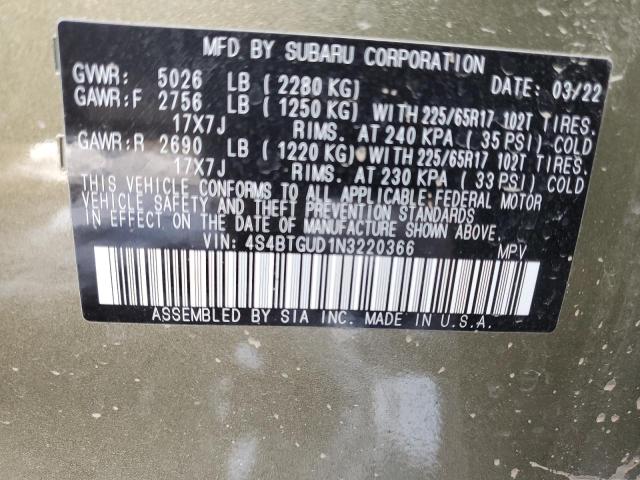 MFD BY SUBARU CORPORATION
GVWR: 5026 LB (2280 KG) DATE: 03/22
GAWR:F 2756 LB (1250 KG) WITH 225/65R17 102T TIRES.
17X7J RIMS. AT 240 KPA (35 PSI) COLD
GAWR:R 2690 LB (1220 KG) WITH 225/65R17 102T TIRES.
17X7J RIMS. AT 230 KPA (33 PSI) COLD
THIS VEHICLE CONFORMS TO ALL APPLICABLE FEDERAL MOTOR
VEHICLE SAFETY, BUMPER, AND THEFT PREVENTION STANDARDS
IN EFFECT ON THE DATE OF MANUFACTURE SHOWN ABOVE.
VIN: 4S4BTGUD1N3220366 MPV
ASSEMBLED BY SIA INC. MADE IN U.S.A.